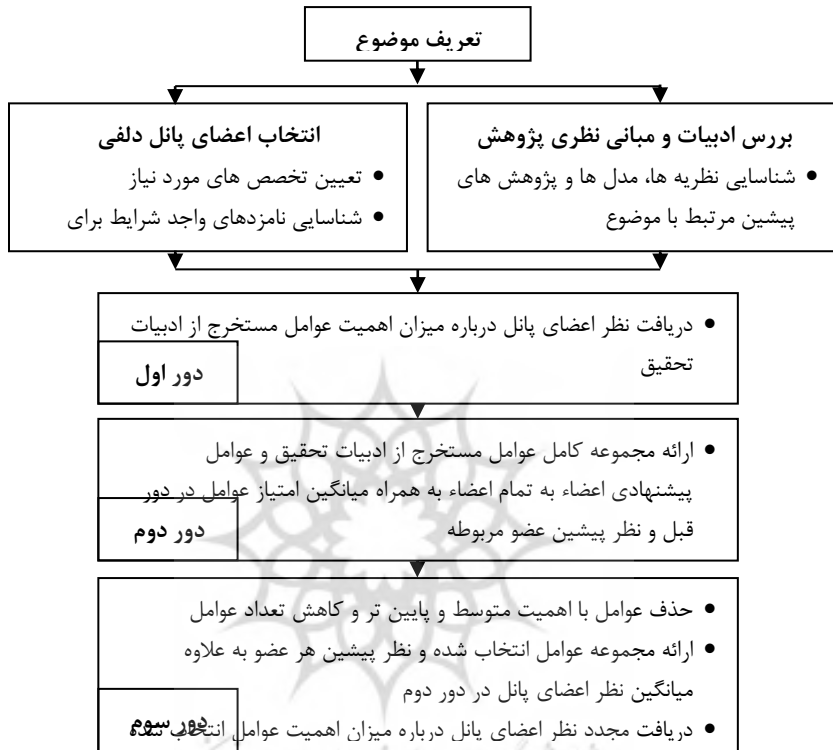 تعریف موضوع
بررس ادبیات و مبانی نظری پژوهش
• شناسایی نظریه ها، مدل ها و پژوهش های
پیشین مرتبط با موضوع
انتخاب اعضای پانل دلفی
• تعیین تخصص های مورد نیاز
• شناسایی نامزدهای واجد شرایط برای
• دریافت نظر اعضای پانل درباره میزان اهمیت عوامل مستخرج از ادبیات
تحقیق
دور اول
• ارائه مجموعه کامل عوامل مستخرج از ادبیات تحقیق و عوامل
پیشنهادی اعضاء به تمام اعضاء به همراه میانگین امتیاز عوامل در دور
قبل و نظر پیشین عضو مربوطه
دور دوم
• حذف عوامل با اهمیت متوسط و پایین تر و کاهش تعداد عوامل
• ارائه مجموعه عوامل انتخاب شده و نظر پیشین هر عضو به علاوه
میانگین نظر اعضای پانل در دور دوم
• دریافت مجدد نظر اعضای پانل درباره میزان اهمیت عوامل انتخاب شده
دور سوم